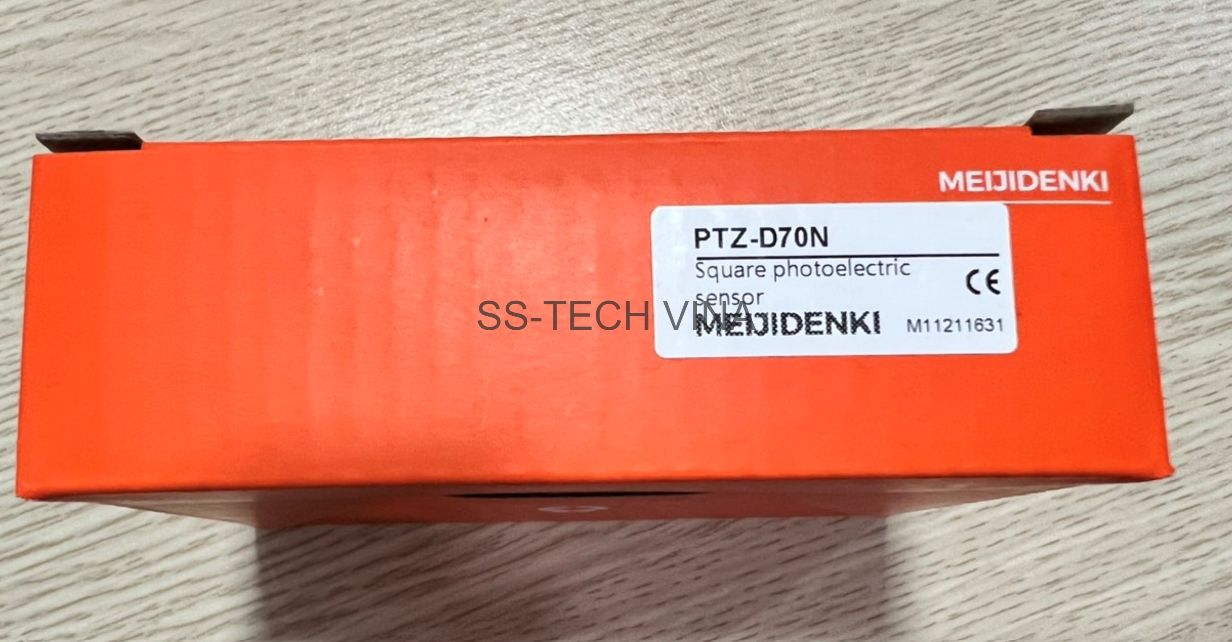 MEIJIDENKI
PTZ-D70N
Square photoelectric
sensor
CE
SS-TECH VINA
MEIJIDENKI M11211631